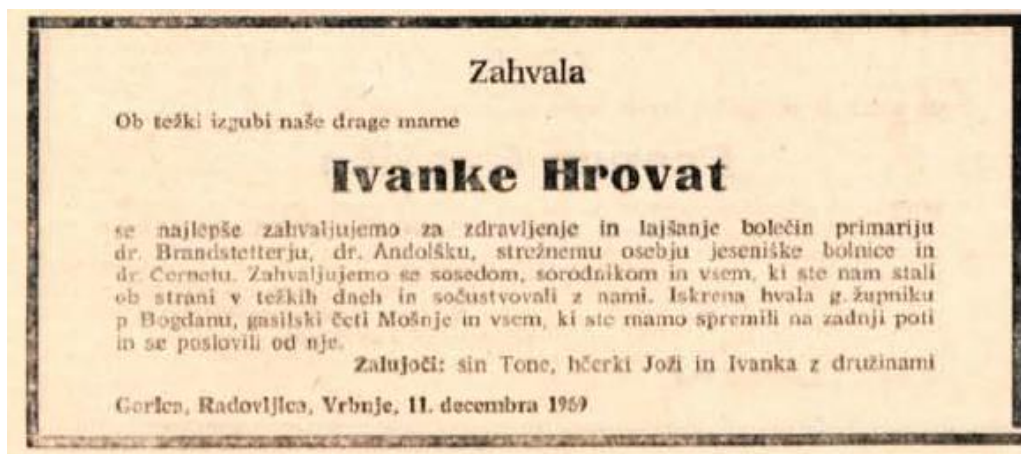 Zahvala
Ob težki izgubi naše drage mame
Ivanke Hrovat
se najlepše zahvaljujemo za zdravljenje in lajšanje bolečin primariju
dr. Brandstetterju, dr. Andolšku, strežnemu osebju jeseniške bolnice in
dr. Černetu. Zahvaljujemo se sosedom, sorodnikom in vsem, ki ste nam stali
ob strani v težkih dneh in sočustvovali z nami. Iskrena hvala g. župniku
p Bogdanu, gasilski četi Mošnje in vsem, ki ste mamo spremili na zadnji poti
in se poslovili od nje.
Žalujoči: sin Tone, hčerki Joži in Ivanka z družinami
Gorica, Radovljica, Vrbnje, 11. decembra 1969